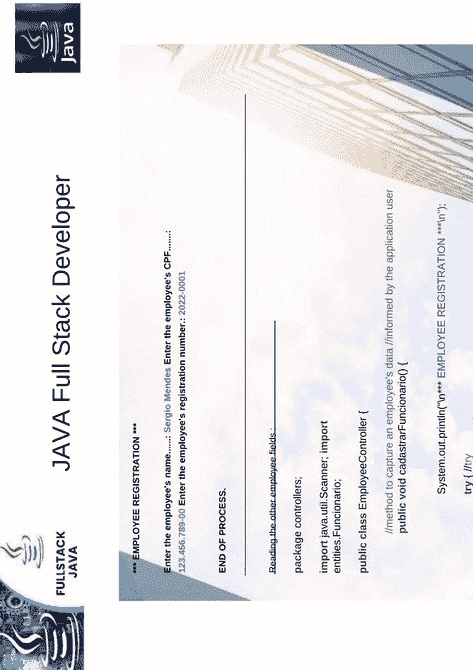 Java
JAVA Full Stack Developer
FULLSTACK
JAVA
*** EMPLOYEE REGISTRATION ***
Enter the employee's name......: Sergio Mendes Enter the employee's CPF.......:
123.456.789-00 Enter the employee's registration number.: 2022-0001
END OF PROCESS.
Reading the other employee fields :
package controllers;
import java.util.Scanner; import
entities.Funcionario;
public class EmployeeController {
//method to capture an employee's data //informed by the application user
public void cadastrarFuncionario() {
System.out.println("\n*** EMPLOYEE REGISTRATION ***\n");
try { //try